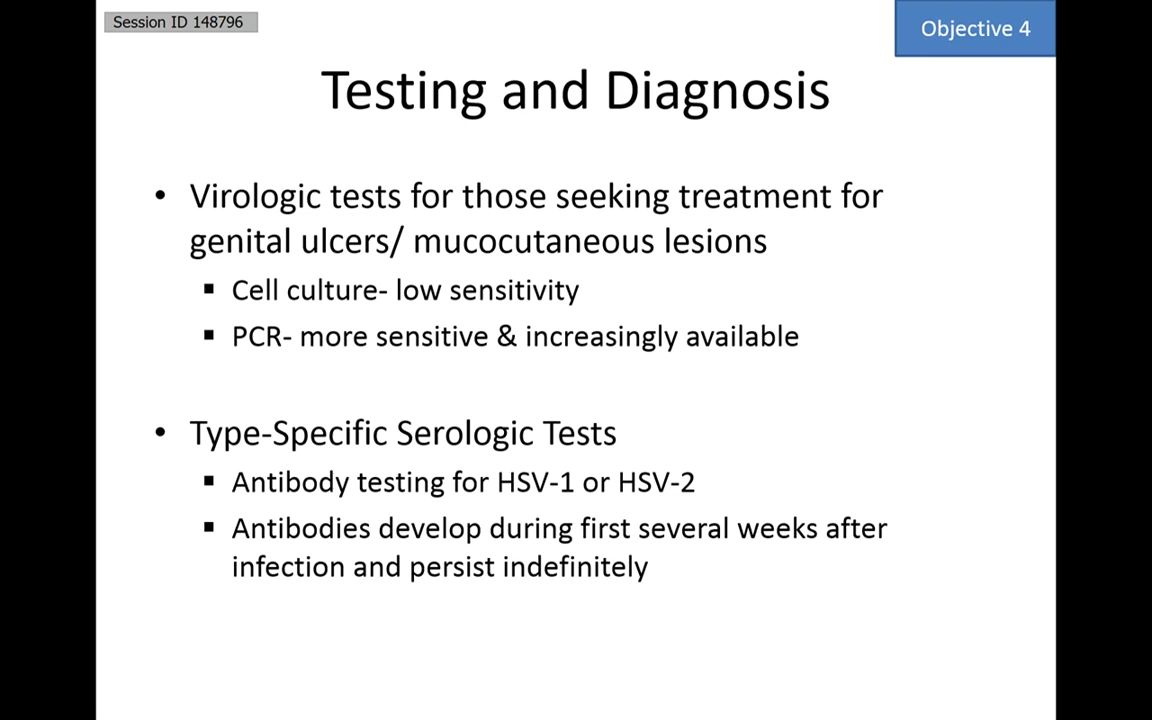 Session ID 148796
Objective 4
Testing and Diagnosis
• Virologic tests for those seeking treatment for
genital ulcers/ mucocutaneous lesions
▪ Cell culture- low sensitivity
▪ PCR- more sensitive & increasingly available
• Type-Specific Serologic Tests
▪ Antibody testing for HSV-1 or HSV-2
▪ Antibodies develop during first several weeks after
infection and persist indefinitely